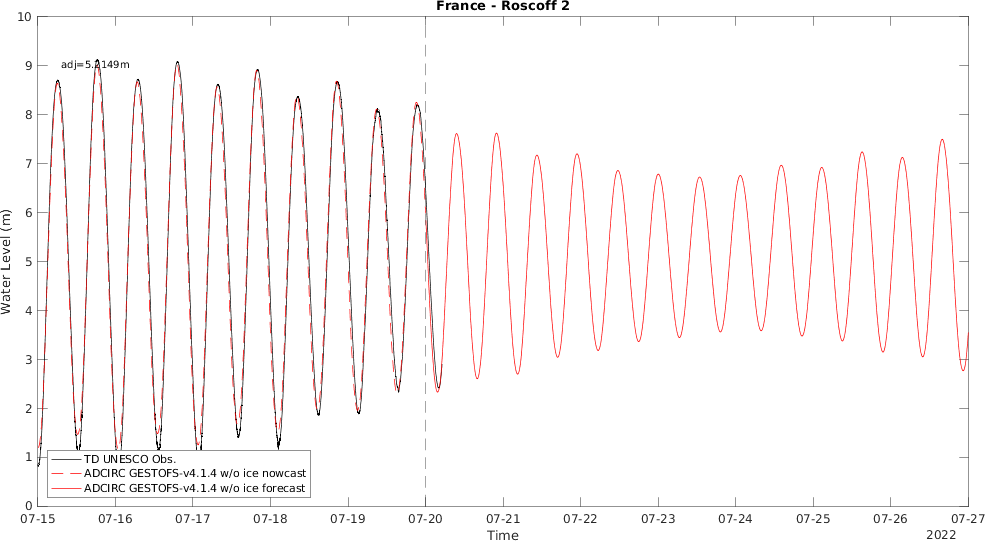 France - Roscoff 2
10
9
8
7
6
5
4
3
2
1
0
Water Level (m)
TD UNESCO Obs.
ADCIRC GESTOFS-v4.1.4 w/o ice nowcast
ADCIRC GESTOFS-v4.1.4 w/o ice forecast
07-15 07-16 07-17 07-18 07-19 07-20 07-21 07-22 07-23 07-24 07-25 07-26 07-27
Time
2022